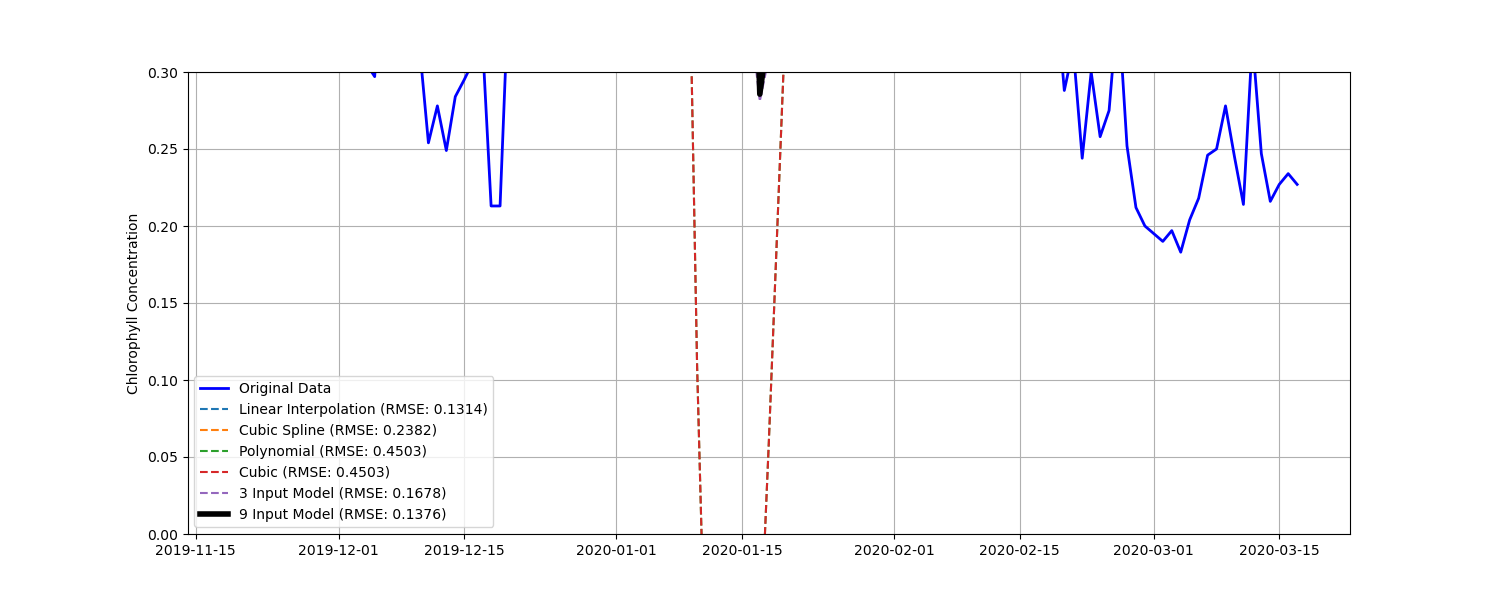 0.30
0.25
0.20
0.15
0.10
0.05
0.00
Chlorophyll Concentration
Original Data
Linear Interpolation (RMSE: 0.1314)
Cubic Spline (RMSE: 0.2382)
Polynomial (RMSE: 0.4503)
Cubic (RMSE: 0.4503)
3 Input Model (RMSE: 0.1678)
9 Input Model (RMSE: 0.1376)
2019-11-15 2019-12-01 2019-12-15 2020-01-01 2020-01-15 2020-02-01 2020-02-15 2020-03-01 2020-03-15